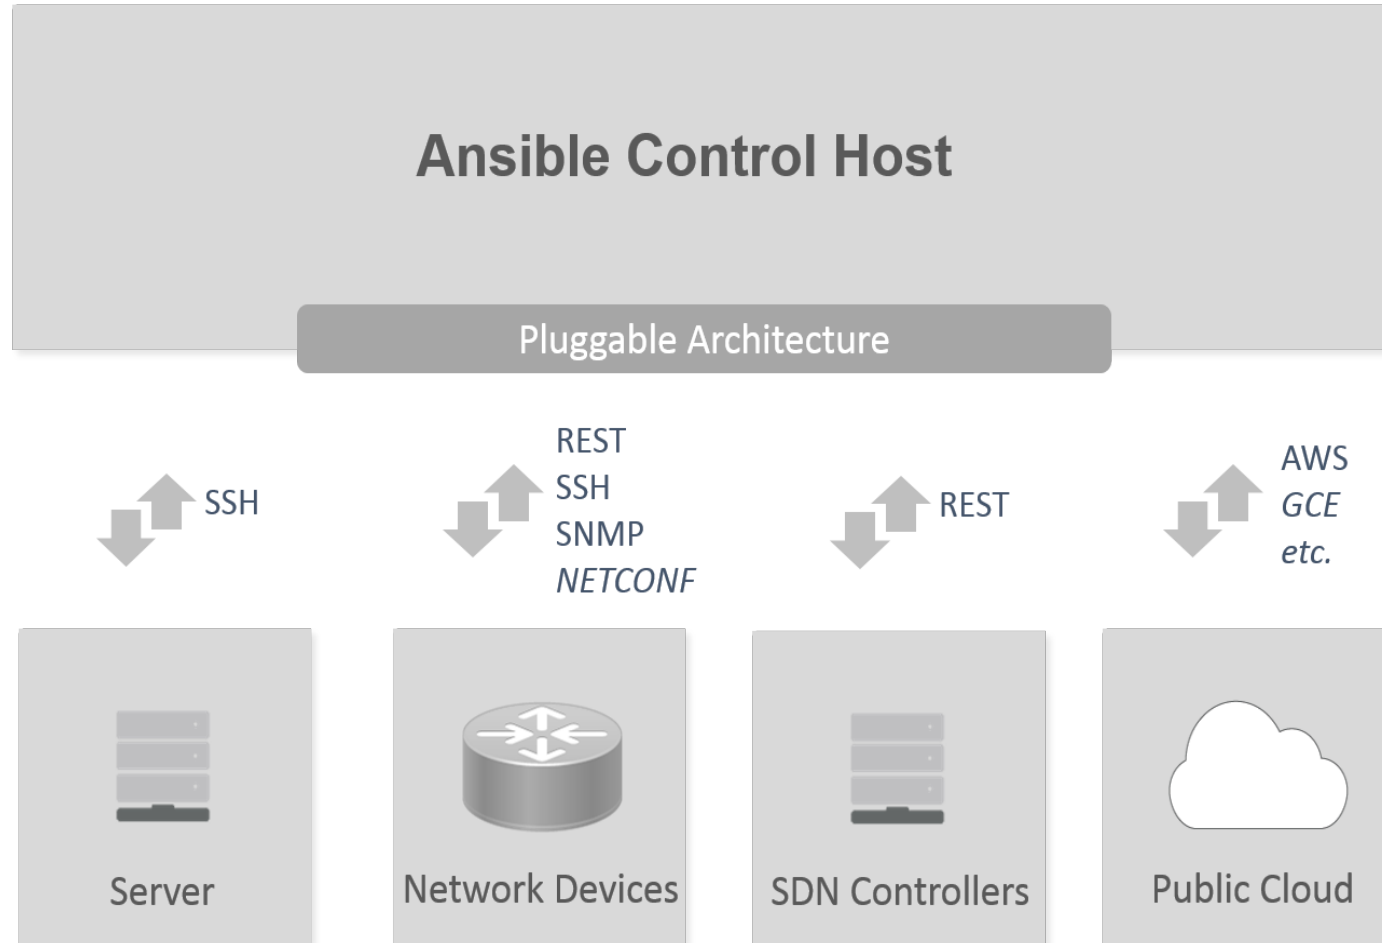 Ansible Control Host
Pluggable Architecture
SSH
REST
SSH
SNMP
NETCONF
REST
AWS
GCE
etc.
Server
Network Devices
SDN Controllers
Public Cloud